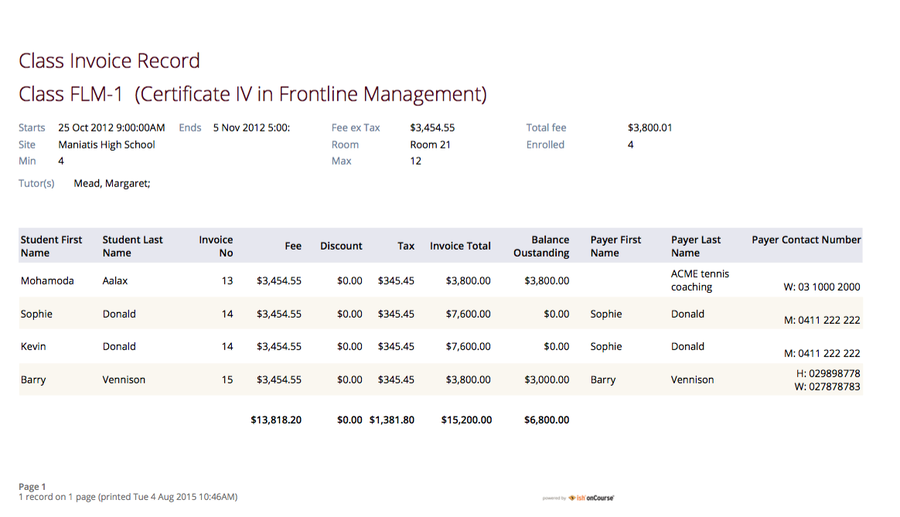 Class Invoice Record
Class FLM-1 (Certificate IV in Frontline Management)
Starts 25 Oct 2012 9:00:00AM Ends 5 Nov 2012 5:00: Fee ex Tax $3,454.55 Total fee $3,800.01
Site Maniatis High School Room Room 21 Enrolled 4
Min 4 Max 12
Tutor(s) Mead, Margaret;
Student First Name Student Last Name Invoice No Fee Discount Tax Invoice Total Balance Oustanding Payer First Name Payer Last Name Payer Contact Number
Mohamoda Aalax 13 $3,454.55 $0.00 $345.45 $3,800.00 $3,800.00 ACME tennis coaching W: 03 1000 2000
Sophie Donald 14 $3,454.55 $0.00 $345.45 $7,600.00 $0.00 Sophie Donald M: 0411 222 222
Kevin Donald 14 $3,454.55 $0.00 $345.45 $7,600.00 $0.00 Sophie Donald M: 0411 222 222
Barry Vennison 15 $3,454.55 $0.00 $345.45 $3,800.00 $3,000.00 Barry Vennison H: 029898778 W: 027878783
$13,818.20 $0.00 $1,381.80 $15,200.00 $6,800.00
Page 1
1 record on 1 page (printed Tue 4 Aug 2015 10:46AM) powered by ish onCourse